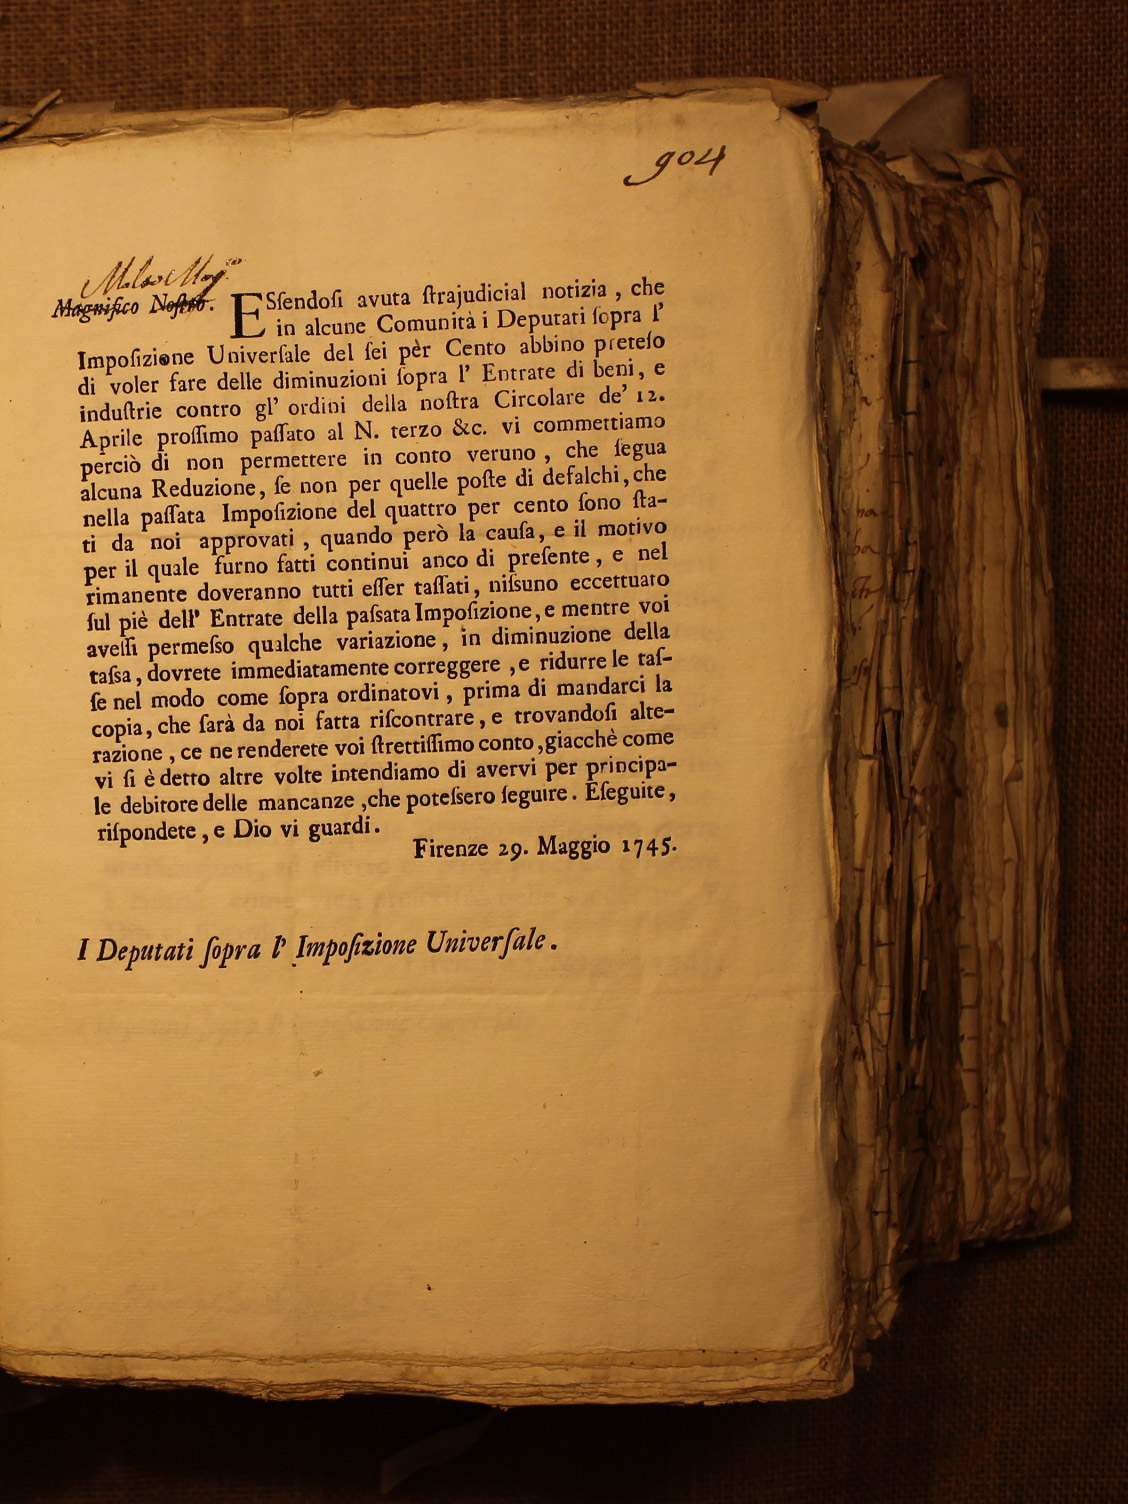 904
Magnifico Nostro.
ESsendosi avuta strajudicial notizia, che
in alcune Comunità i Deputati sopra l'
Imposizione Universale del sei pèr Cento abbino preteso
di voler fare delle diminuzioni sopra l' Entrate di beni, e
industrie contro gl' ordini della nostra Circolare de' 12.
Aprile prossimo passato al N. terzo &c. vi commettiamo
perciò di non permettere in conto veruno, che segua
alcuna Reduzione, se non per quelle poste di defalchi, che
nella passata Imposizione del quattro per cento sono sta-
ti da noi approvati, quando però la causa, e il motivo
per il quale furno fatti continui anco di presente, e nel
rimanente doveranno tutti esser tassati, nissuno eccettuato
sul piè dell' Entrate della passata Imposizione, e mentre voi
avessi permesso qualche variazione, in diminuzione della
tassa, dovrete immediatamente correggere, e ridurre le tas-
se nel modo come sopra ordinatovi, prima di mandarci la
copia, che sarà da noi fatta riscontrare, e trovandosi alte-
razione, ce ne renderete voi strettissimo conto, giacchè come
vi si è detto altre volte intendiamo di avervi per principa-
le debitore delle mancanze, che potessero seguire. Eseguite,
rispondete, e Dio vi guardi.
Firenze 29. Maggio 1745.
I Deputati sopra l' Imposizione Universale.